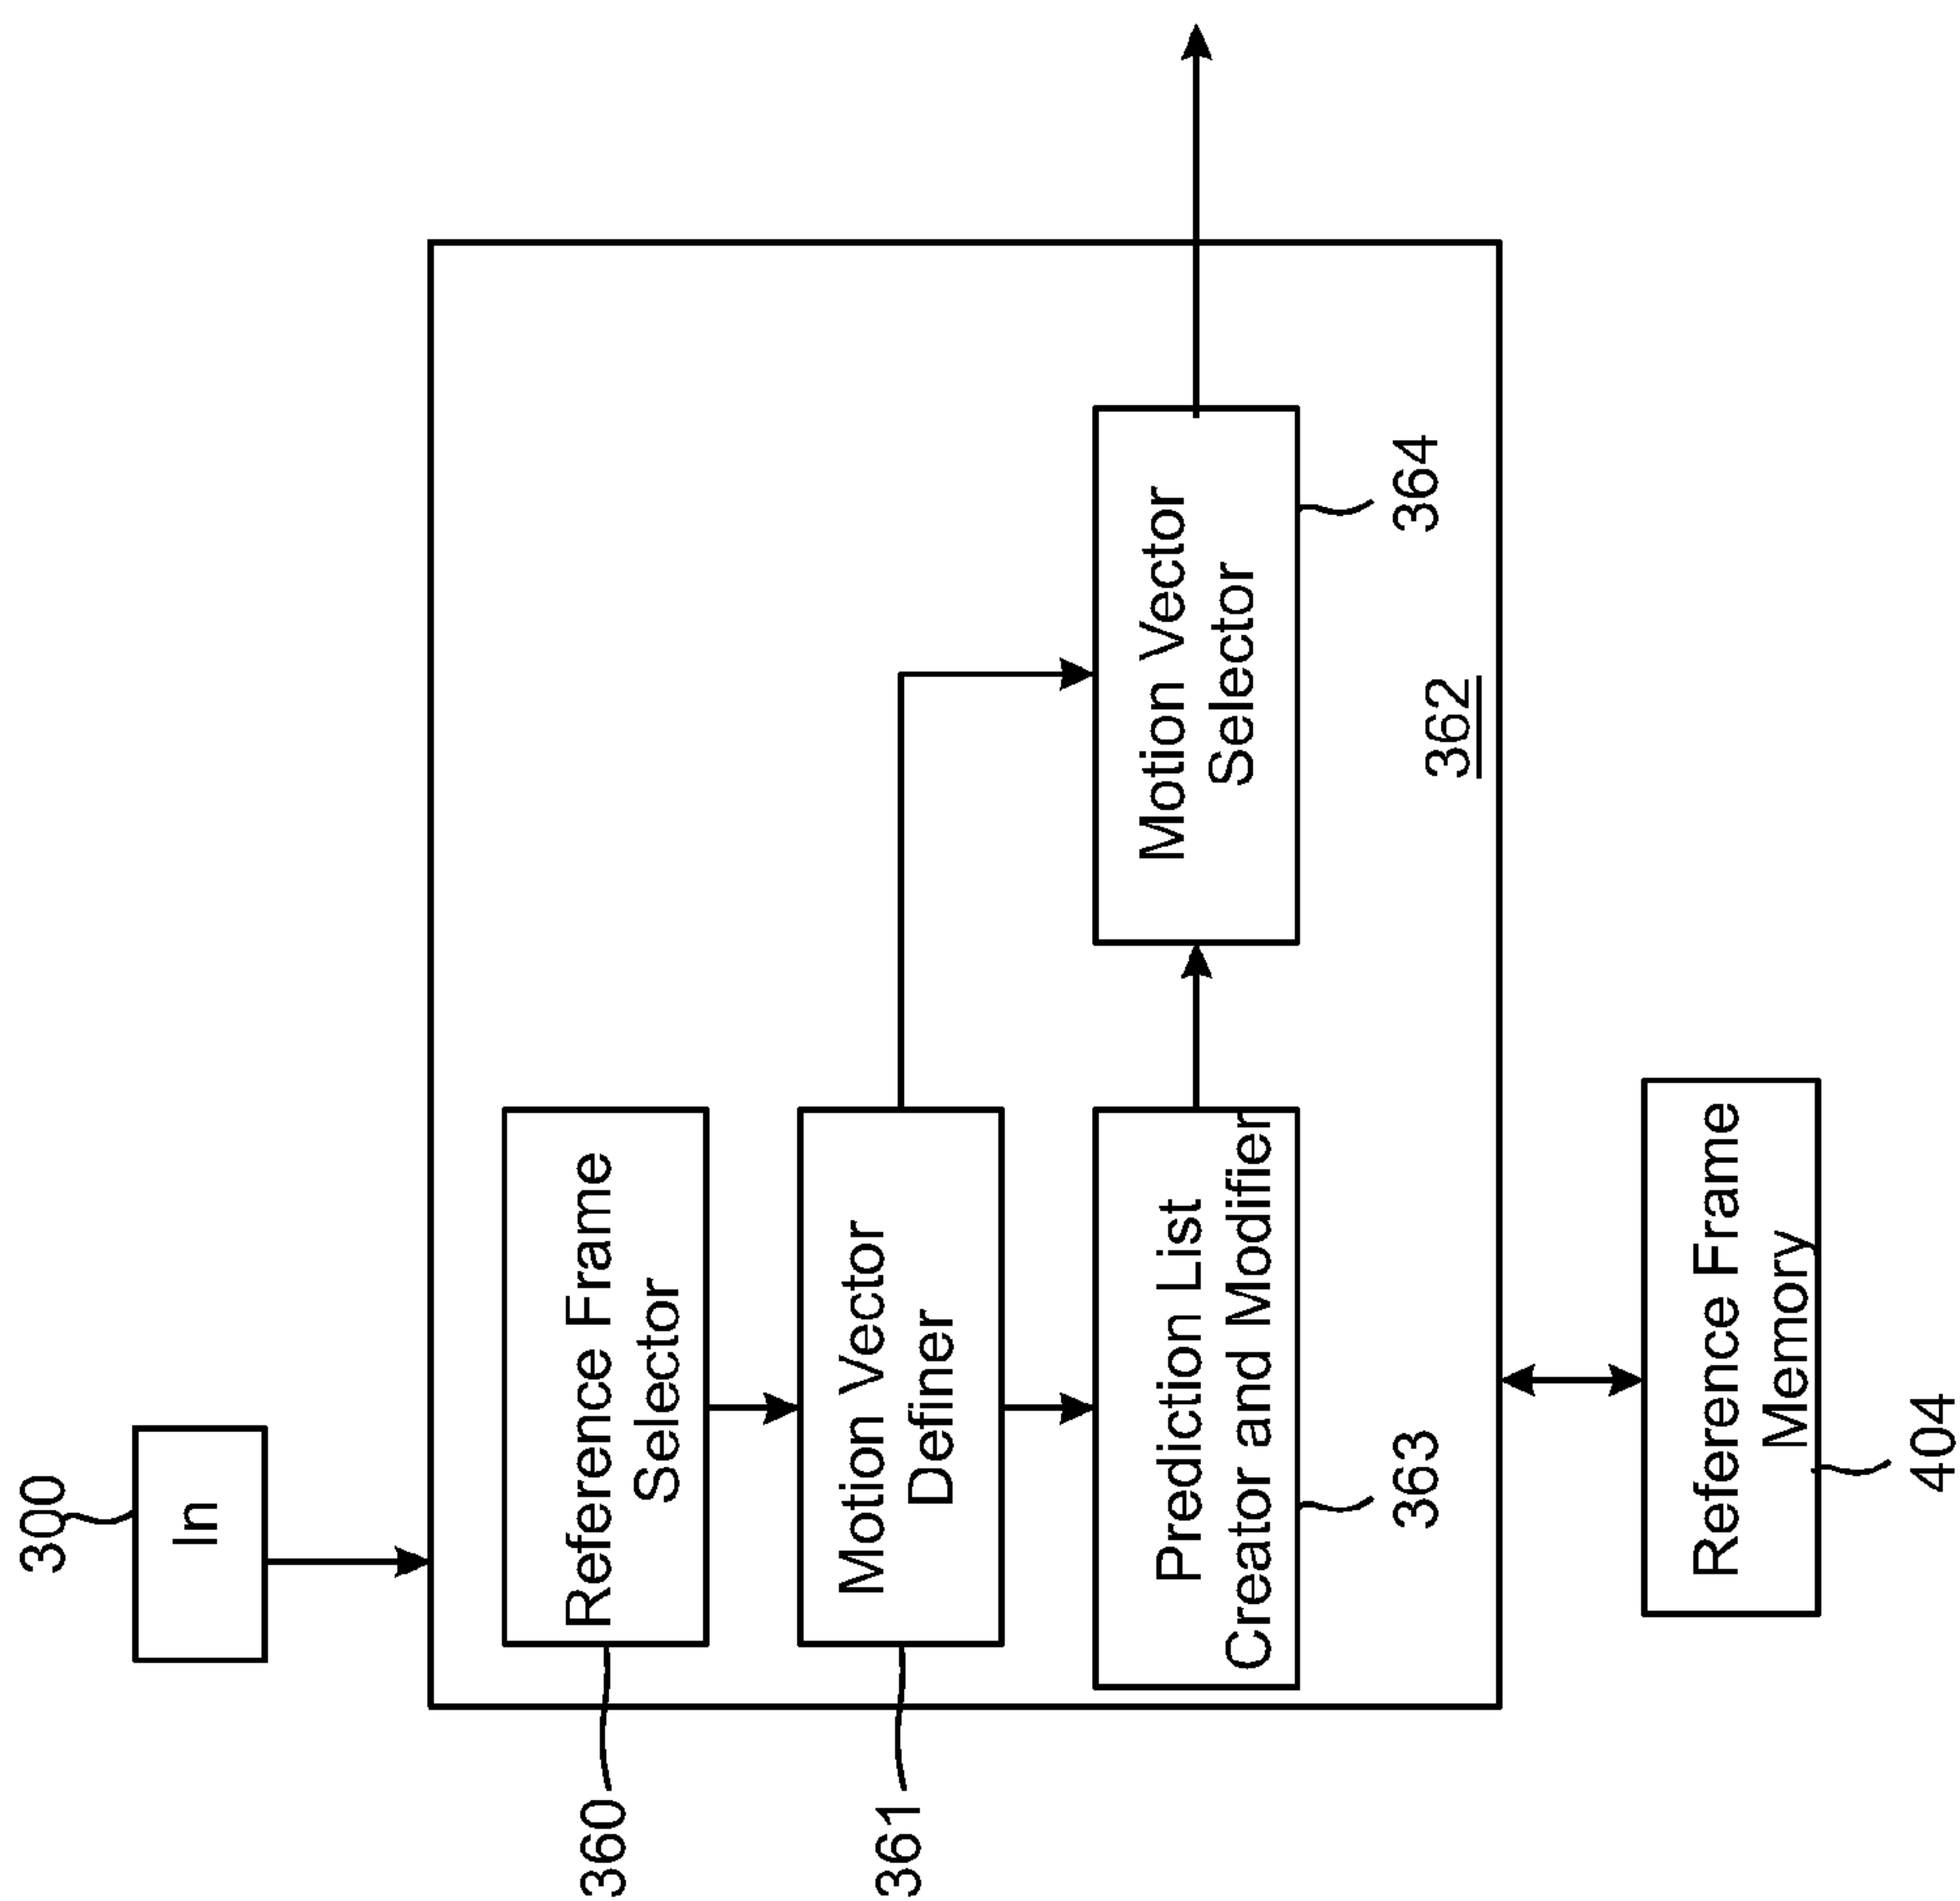 300
In
360
Reference Frame
Selector
361
Motion Vector
Definer
Prediction List
Creator and Modifier
363
Motion Vector
Selector
364
362
Reference Frame
Memory
404